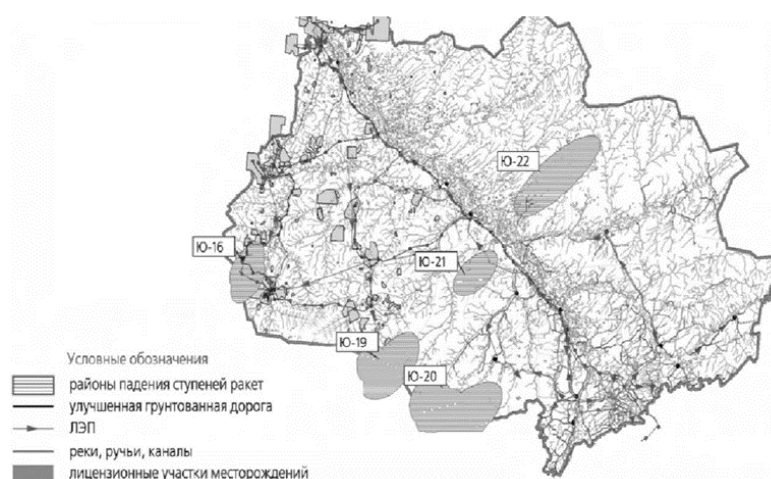 Ю-22
Ю-16
Ю-21
Ю-19
Ю-20
Условные обозначения
районы падения ступеней ракет
улучшенная грунтованная дорога
ЛЭП
реки, ручьи, каналы
лицензионные участки месторождений